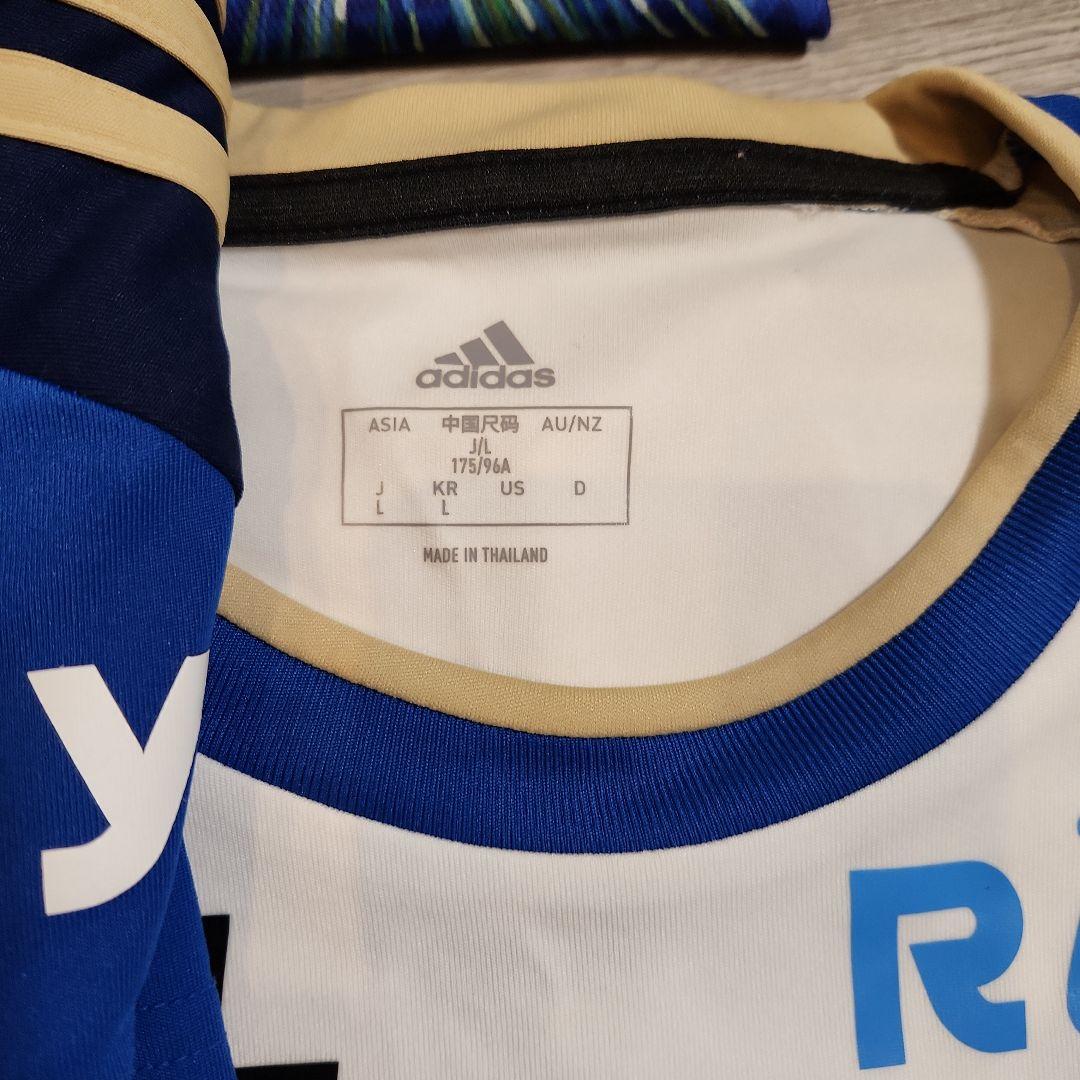 adidas
ASIA 中国尺码 AU/NZ
J/L
175/96A
J KR US D
L L
MADE IN THAILAND
y
R